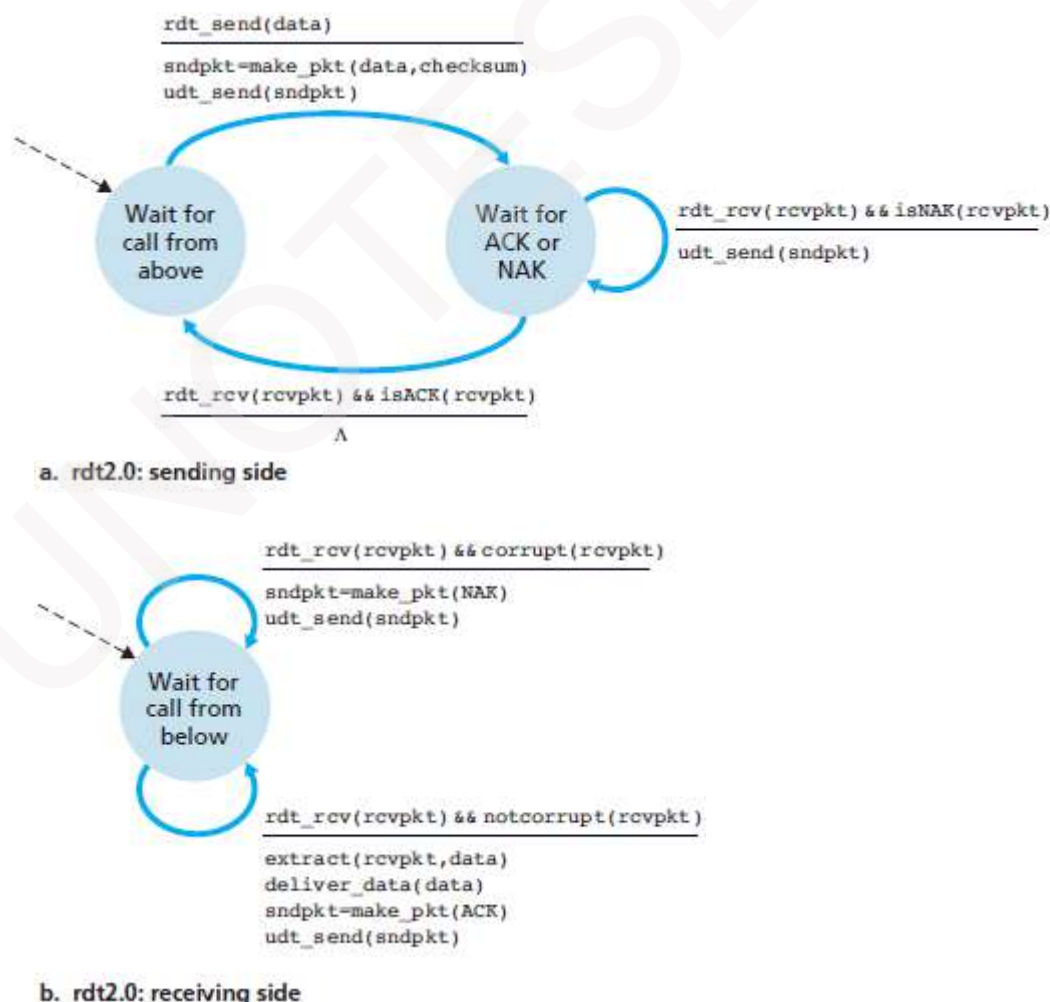 rdt_send(data)
sndpkt=make_pkt(data,checksum)
udt_send(sndpkt)
Wait for
call from
above
Wait for
ACK or
NAK
rdt_rcv(rcvpkt) && isNAK(rcvpkt)
udt_send(sndpkt)
rdt_rcv(rcvpkt) && isACK(rcvpkt)
Λ
a. rdt2.0: sending side
rdt_rcv(rcvpkt) && corrupt(rcvpkt)
sndpkt=make_pkt(NAK)
udt_send(sndpkt)
Wait for
call from
below
rdt_rcv(rcvpkt) && notcorrupt(rcvpkt)
extract(rcvpkt,data)
deliver_data(data)
sndpkt=make_pkt(ACK)
udt_send(sndpkt)
b. rdt2.0: receiving side
UNOTES